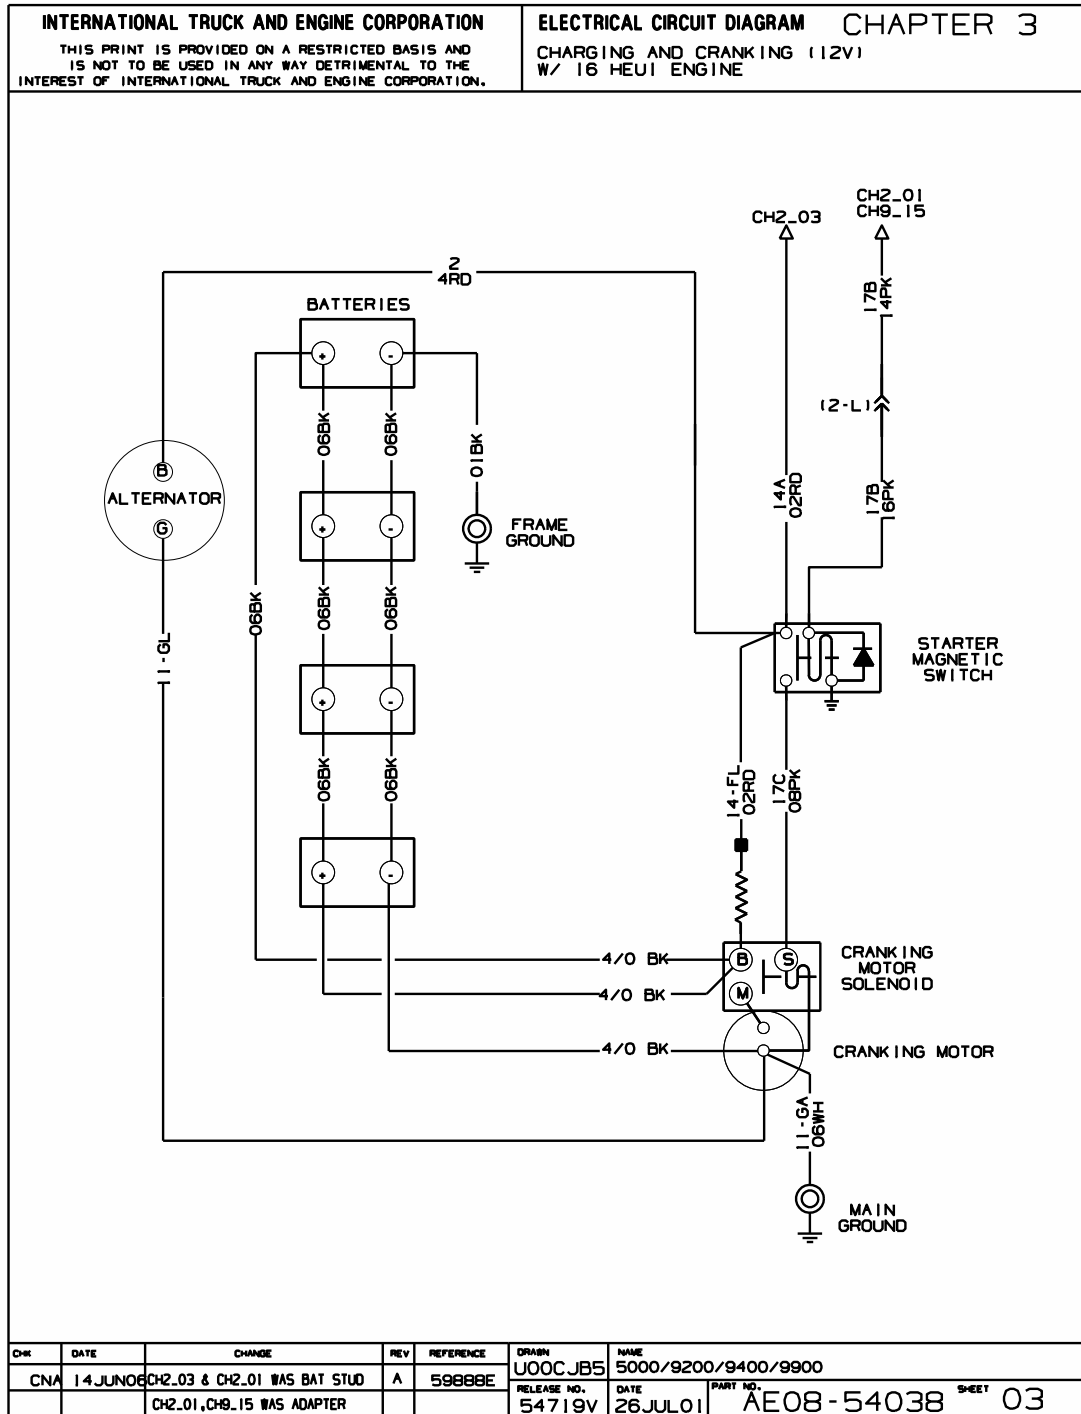 INTERNATIONAL TRUCK AND ENGINE CORPORATION
THIS PRINT IS PROVIDED ON A RESTRICTED BASIS AND
IS NOT TO BE USED IN ANY WAY DETRIMENTAL TO THE
INTEREST OF INTERNATIONAL TRUCK AND ENGINE CORPORATION.
ELECTRICAL CIRCUIT DIAGRAM CHAPTER 3
CHARGING AND CRANKING (12V)
W/ I6 HEUI ENGINE
CH2_03
CH2_01
CH9_15
2
4RD
17B
14PK
BATTERIES
+ -
(2-L)
06BK
06BK
01BK
B
ALTERNATOR
G
14A
02RD
17B
16PK
+ -
FRAME
GROUND
06BK
06BK
06BK
11-GL
STARTER
MAGNETIC
SWITCH
+ -
06BK
06BK
14-FL
02RD
17C
08PK
+ -
4/0 BK
B
S
CRANKING
MOTOR
SOLENOID
4/0 BK
M
4/0 BK
CRANKING MOTOR
11-GA
06WH
MAIN
GROUND
CHK DATE CHANGE REV REFERENCE
CNA 14JUN06 CH2_03 & CH2_01 WAS BAT STUD A 59888E
CH2_01,CH9_15 WAS ADAPTER
DRAWN
U00CJB5
NAME
5000/9200/9400/9900
RELEASE NO.
54719V
DATE
26JUL01
PART NO.
AE08-54038
SHEET
03